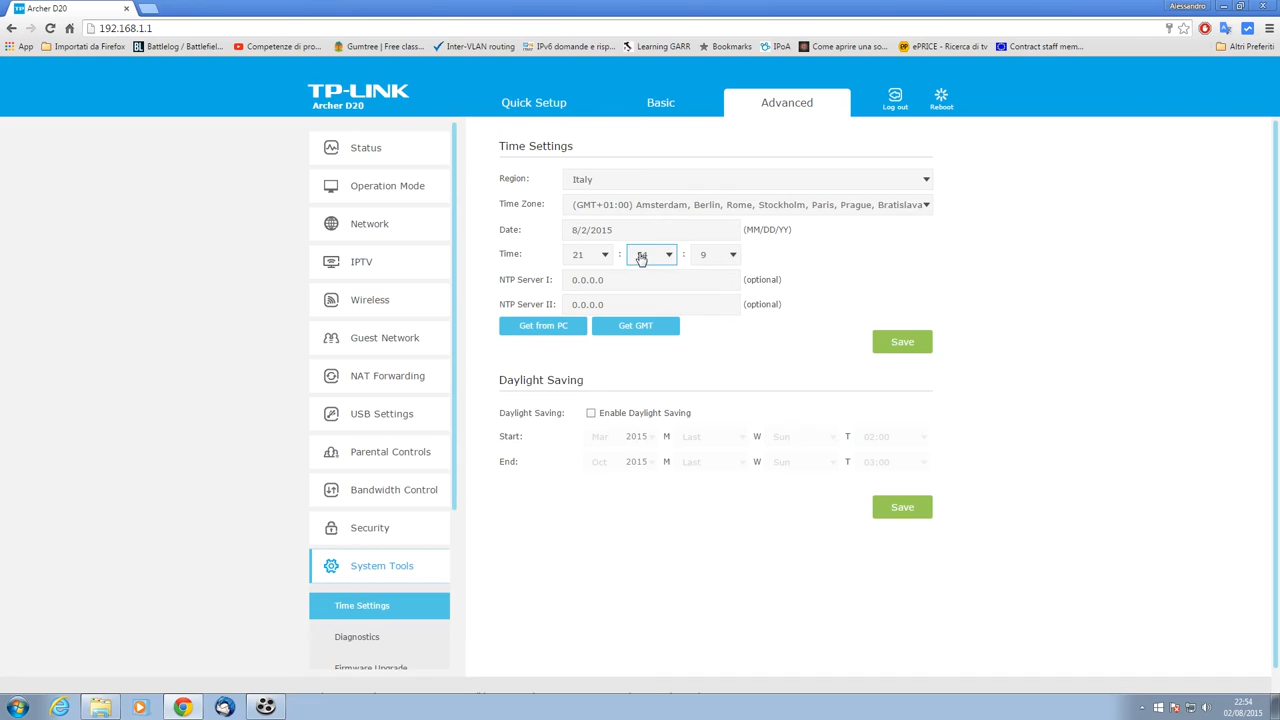 Archer D20
Alessandro
192.168.1.1
App
Importati da Firefox
Battlelog / Battlefiel...
Competenze di pro...
Gumtree | Free class...
Inter-VLAN routing
IPv6 domande e risp...
Learning GARR
Bookmarks
IPoA
Come aprire una so...
ePRICE - Ricerca di tv
Contract staff mem...
Altri Preferiti
TP-LINK
Archer D20
Quick Setup
Basic
Advanced
Log out
Reboot
Status
Operation Mode
Network
IPTV
Wireless
Guest Network
NAT Forwarding
USB Settings
Parental Controls
Bandwidth Control
Security
System Tools
Time Settings
Diagnostics
Firmware Upgrade
Time Settings
Region: Italy
Time Zone: (GMT+01:00) Amsterdam, Berlin, Rome, Stockholm, Paris, Prague, Bratislava
Date: 8/2/2015 (MM/DD/YY)
Time: 21 : : 9
NTP Server I: 0.0.0.0 (optional)
NTP Server II: 0.0.0.0 (optional)
Get from PC Get GMT
Save
Daylight Saving
Daylight Saving: Enable Daylight Saving
Start: Mar 2015 M Last W Sun T 02:00
End: Oct 2015 M Last W Sun T 03:00
Save
22:54
02/08/2015